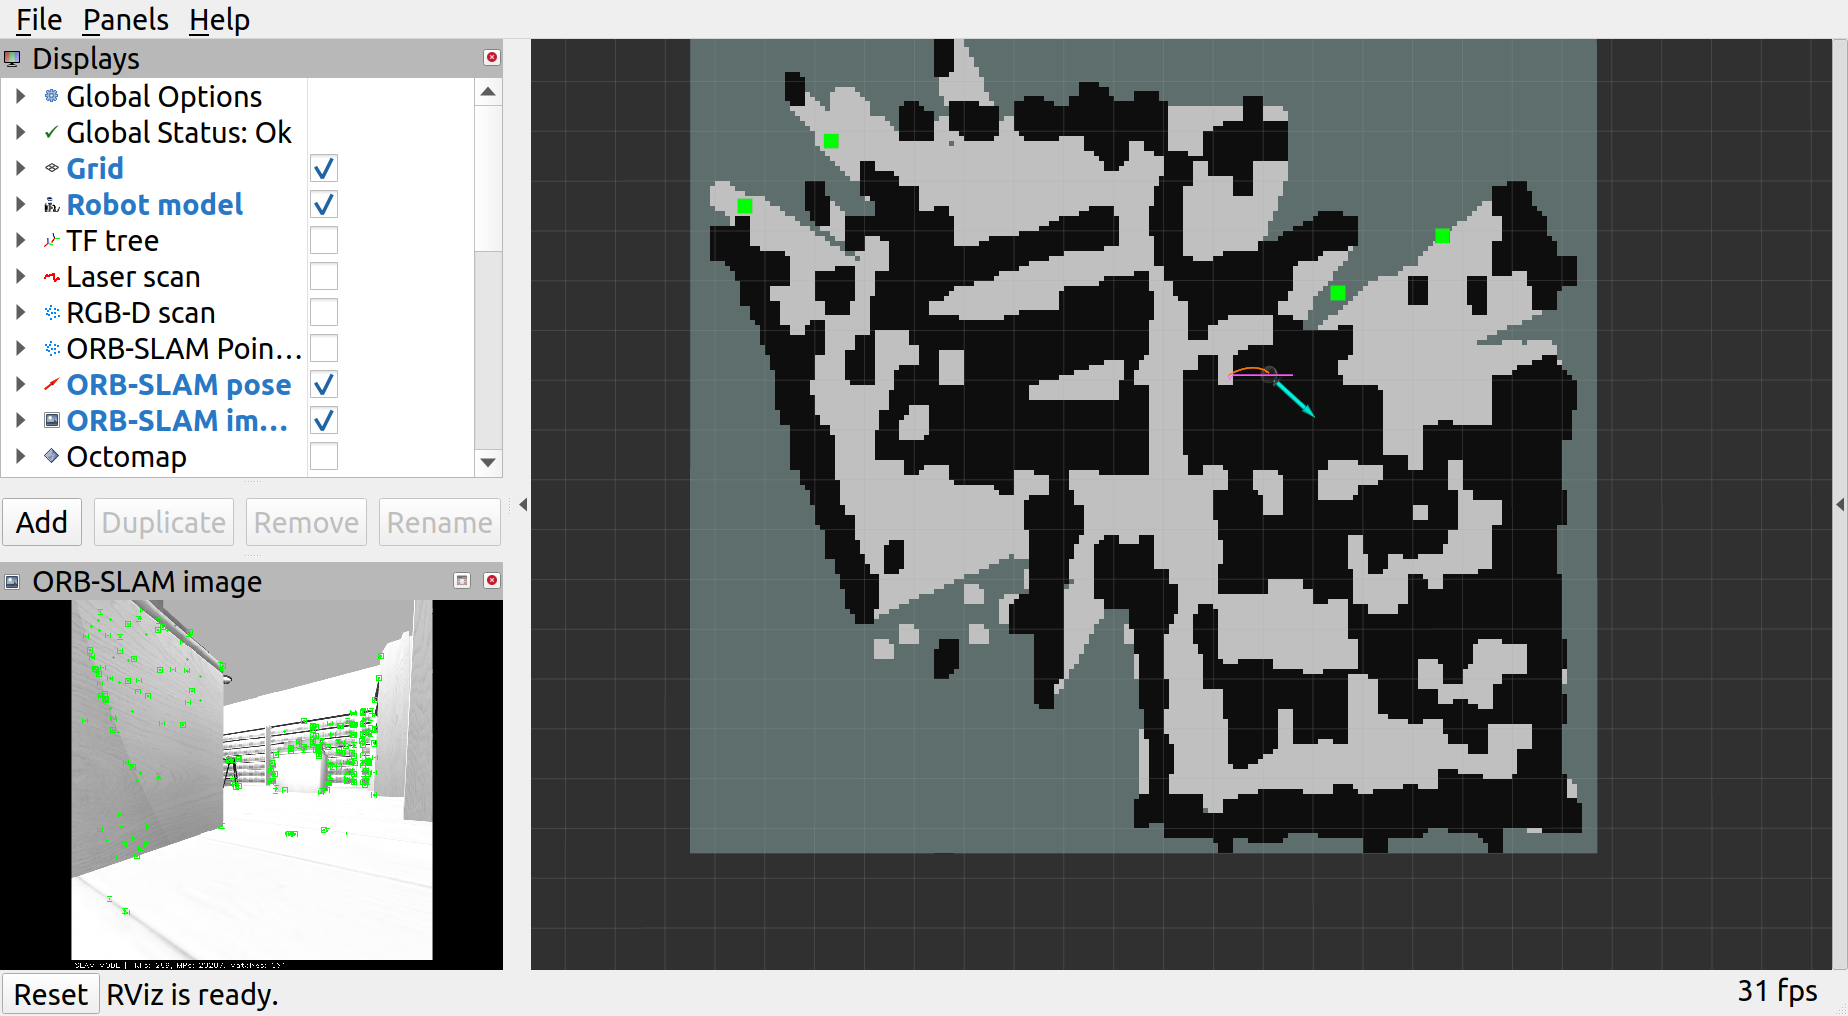 File Panels Help
Displays
Global Options
Global Status: Ok
Grid
Robot model
TF tree
Laser scan
RGB-D scan
ORB-SLAM Poin...
ORB-SLAM pose
ORB-SLAM im...
Octomap
Add Duplicate Remove Rename
ORB-SLAM image
SLAM MODE |
Reset RViz is ready.
31 fps